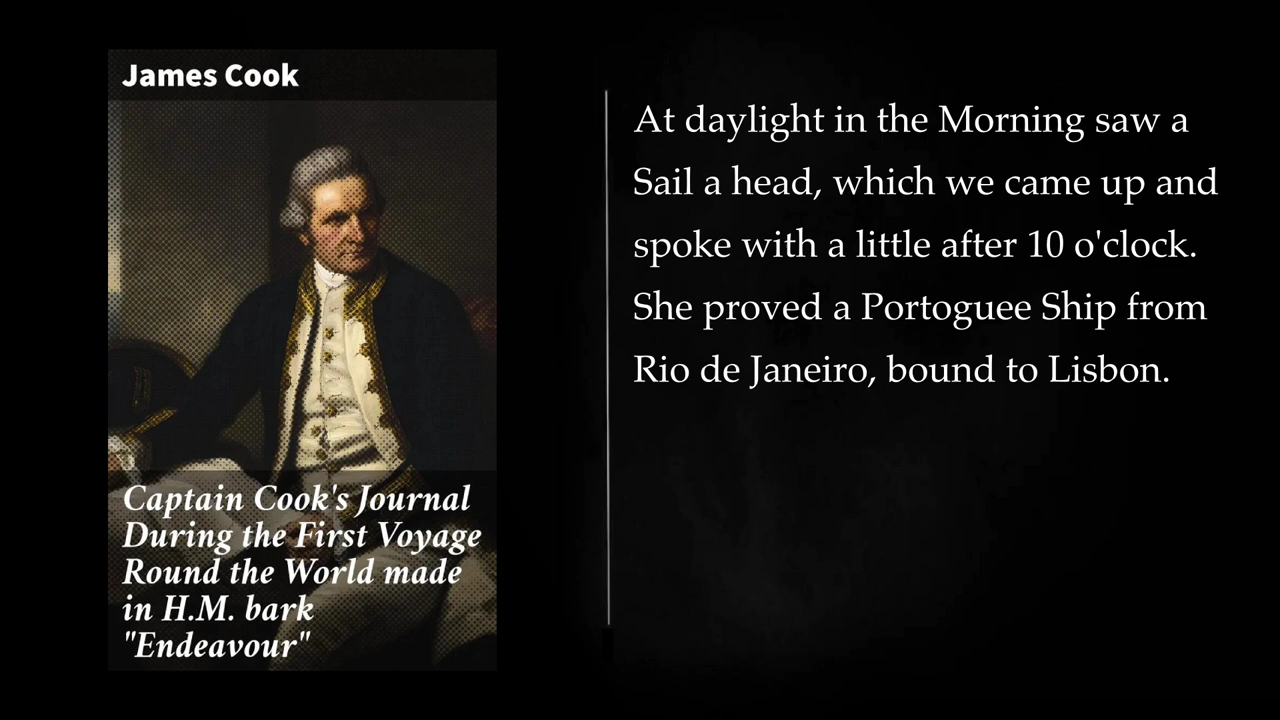 James Cook
Captain Cook's Journal
During the First Voyage
Round the World made
in H.M. bark
"Endeavour"
At daylight in the Morning saw a
Sail a head, which we came up and
spoke with a little after 10 o'clock.
She proved a Portoguee Ship from
Rio de Janeiro, bound to Lisbon.